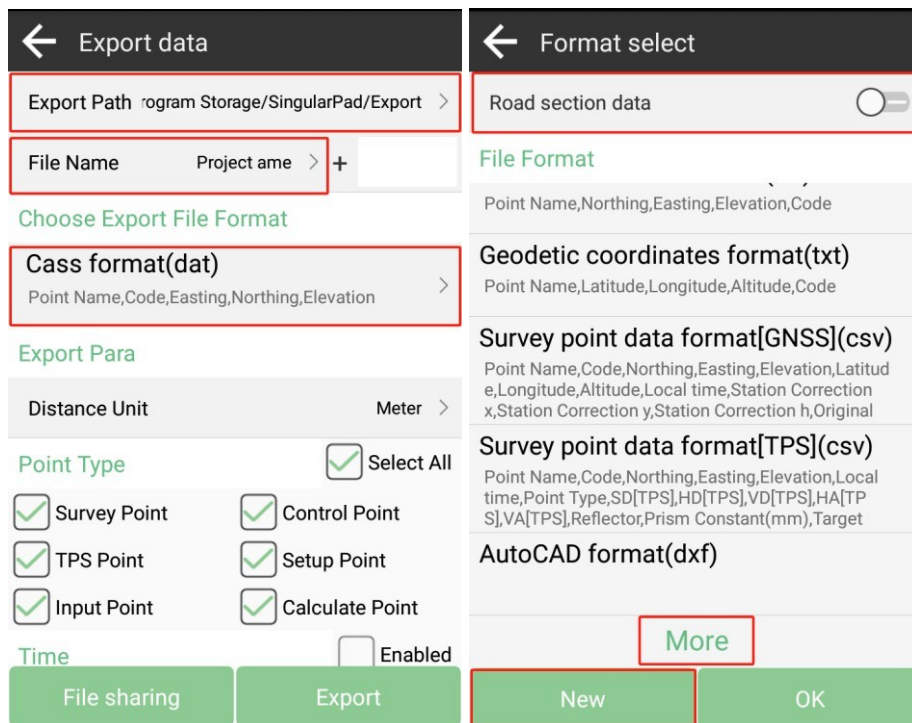 Export data
Export Path rogram Storage/SingularPad/Export
File Name Project ame +
Choose Export File Format
Cass format(dat)
Point Name,Code,Easting,Northing,Elevation
Export Para
Distance Unit Meter
Point Type Select All
Survey Point Control Point
TPS Point Setup Point
Input Point Calculate Point
Time Enabled
File sharing Export
Format select
Road section data
File Format
Point Name,Northing,Easting,Elevation,Code
Geodetic coordinates format(txt)
Point Name,Latitude,Longitude,Altitude,Code
Survey point data format[GNSS](csv)
Point Name,Code,Northing,Easting,Elevation,Latitud
e,Longitude,Altitude,Local time,Station Correction
x,Station Correction y,Station Correction h,Original
Survey point data format[TPS](csv)
Point Name,Code,Northing,Easting,Elevation,Local
time,Point Type,SD[TPS],HD[TPS],VD[TPS],HA[TP
S],VA[TPS],Reflector,Prism Constant(mm),Target
AutoCAD format(dxf)
More
New OK